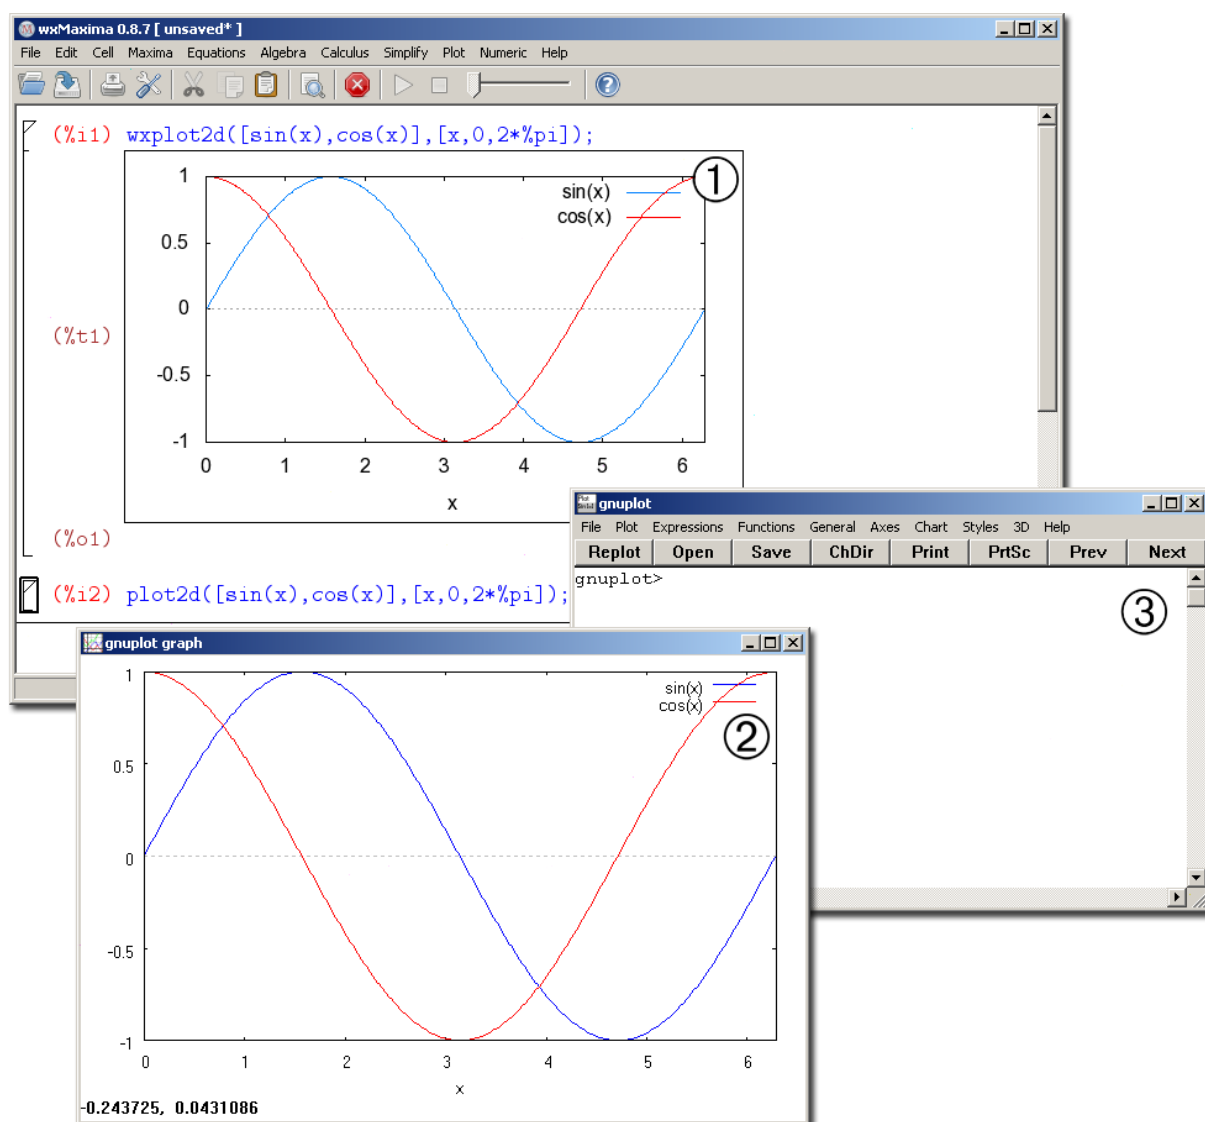 wxMaxima 0.8.7 [ unsaved* ]
File Edit Cell Maxima Equations Algebra Calculus Simplify Plot Numeric Help
(%i1) wxplot2d([sin(x),cos(x)],[x,0,2*%pi]);
①
sin(x)
cos(x)
1
0.5
0
-0.5
-1
0 1 2 3 4 5 6
x
(%t1)
(%o1)
(%i2) plot2d([sin(x),cos(x)],[x,0,2*%pi]);
gnuplot
File Plot Expressions Functions General Axes Chart Styles 3D Help
Replot Open Save ChDir Print PrtSc Prev Next
gnuplot>
③
gnuplot graph
sin(x)
cos(x)
②
1
0.5
0
-0.5
-1
0 1 2 3 4 5 6
x
-0.243725, 0.0431086